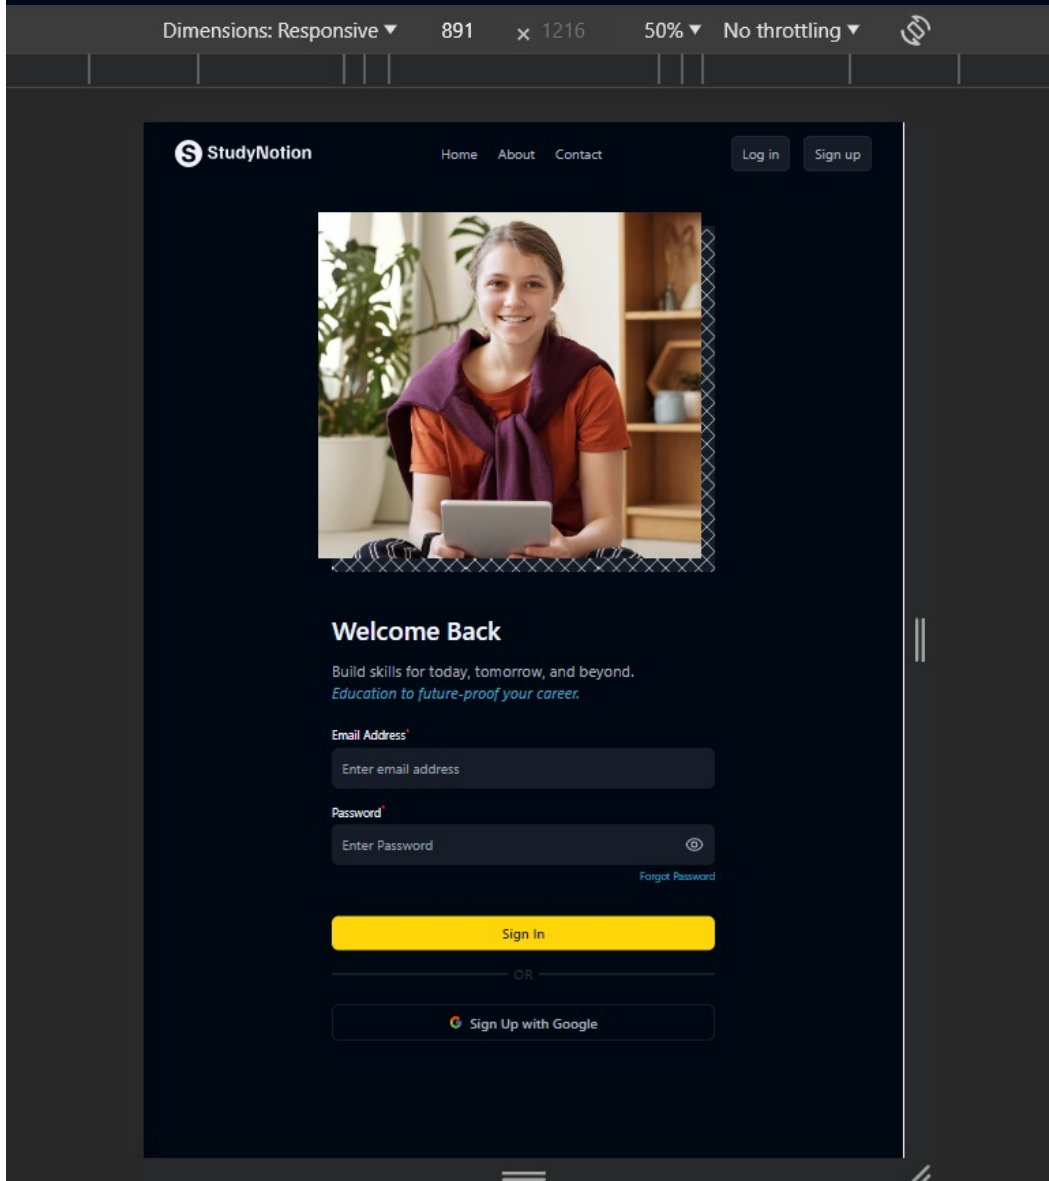 Dimensions: Responsive ▼ 891 × 1216 50% ▼ No throttling ▼
StudyNotion Home About Contact Log in Sign up
Welcome Back
Build skills for today, tomorrow, and beyond.
Education to future-proof your career.
Email Address*
Enter email address
Password*
Enter Password
Forgot Password
Sign In
OR
Sign Up with Google